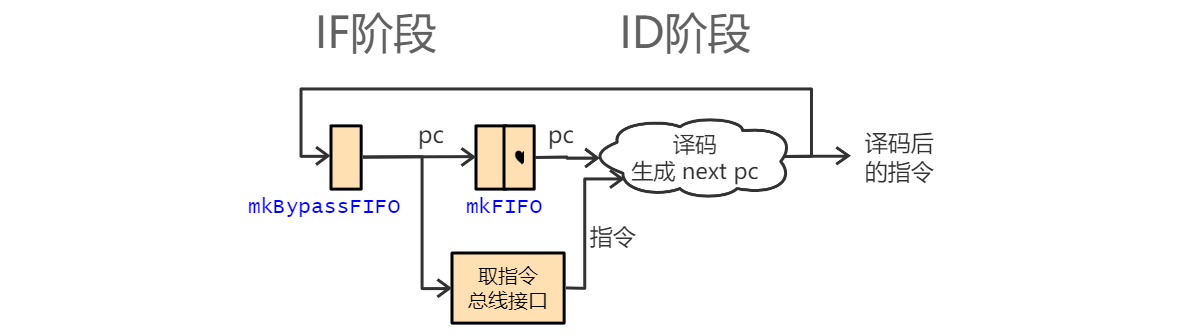 IF阶段
ID阶段
pc
pc
译码
生成 next pc
译码后
的指令
mkBypassFIFO
mkFIFO
指令
取指令
总线接口